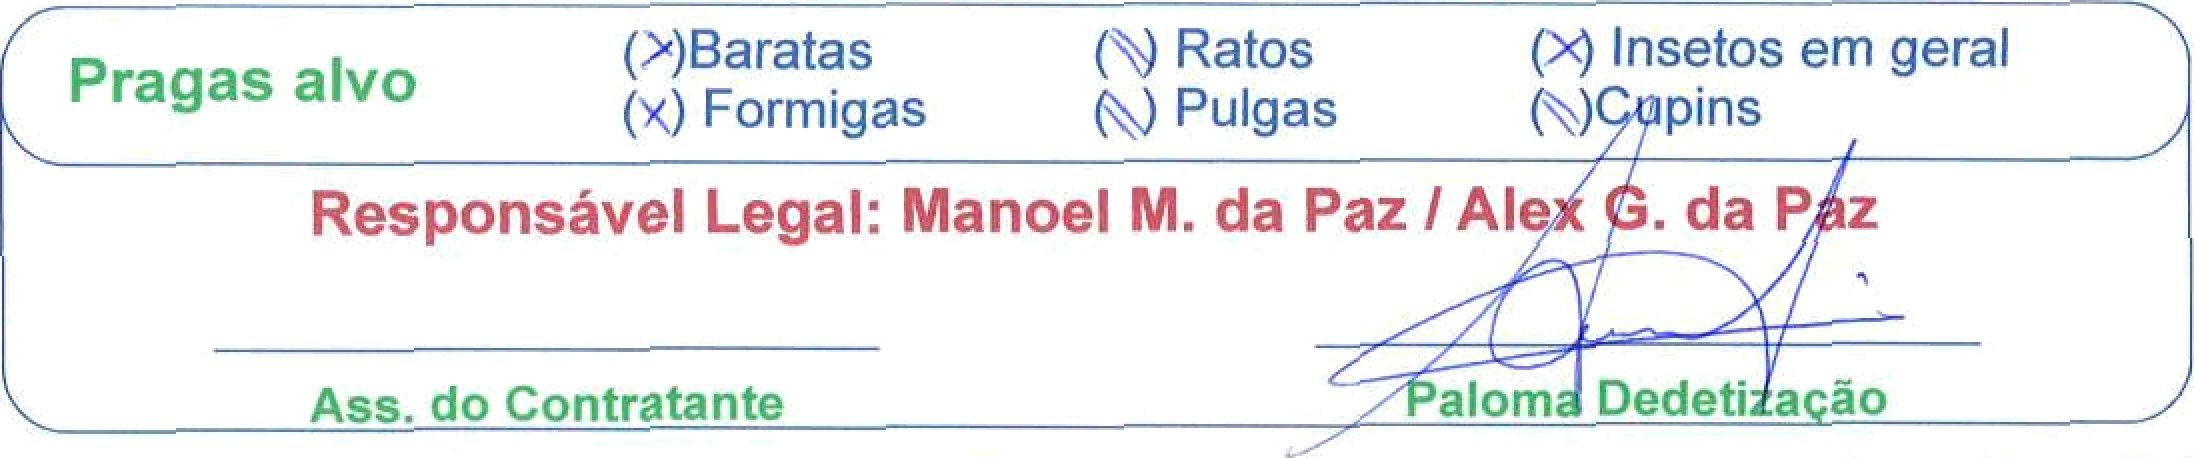 Pragas alvo
(X)Baratas (\\) Ratos (X) Insetos em geral
(X) Formigas (\\) Pulgas (\\)Cupins
Responsável Legal: Manoel M. da Paz / Alex G. da Paz
Ass. do Contratante Paloma Dedetização